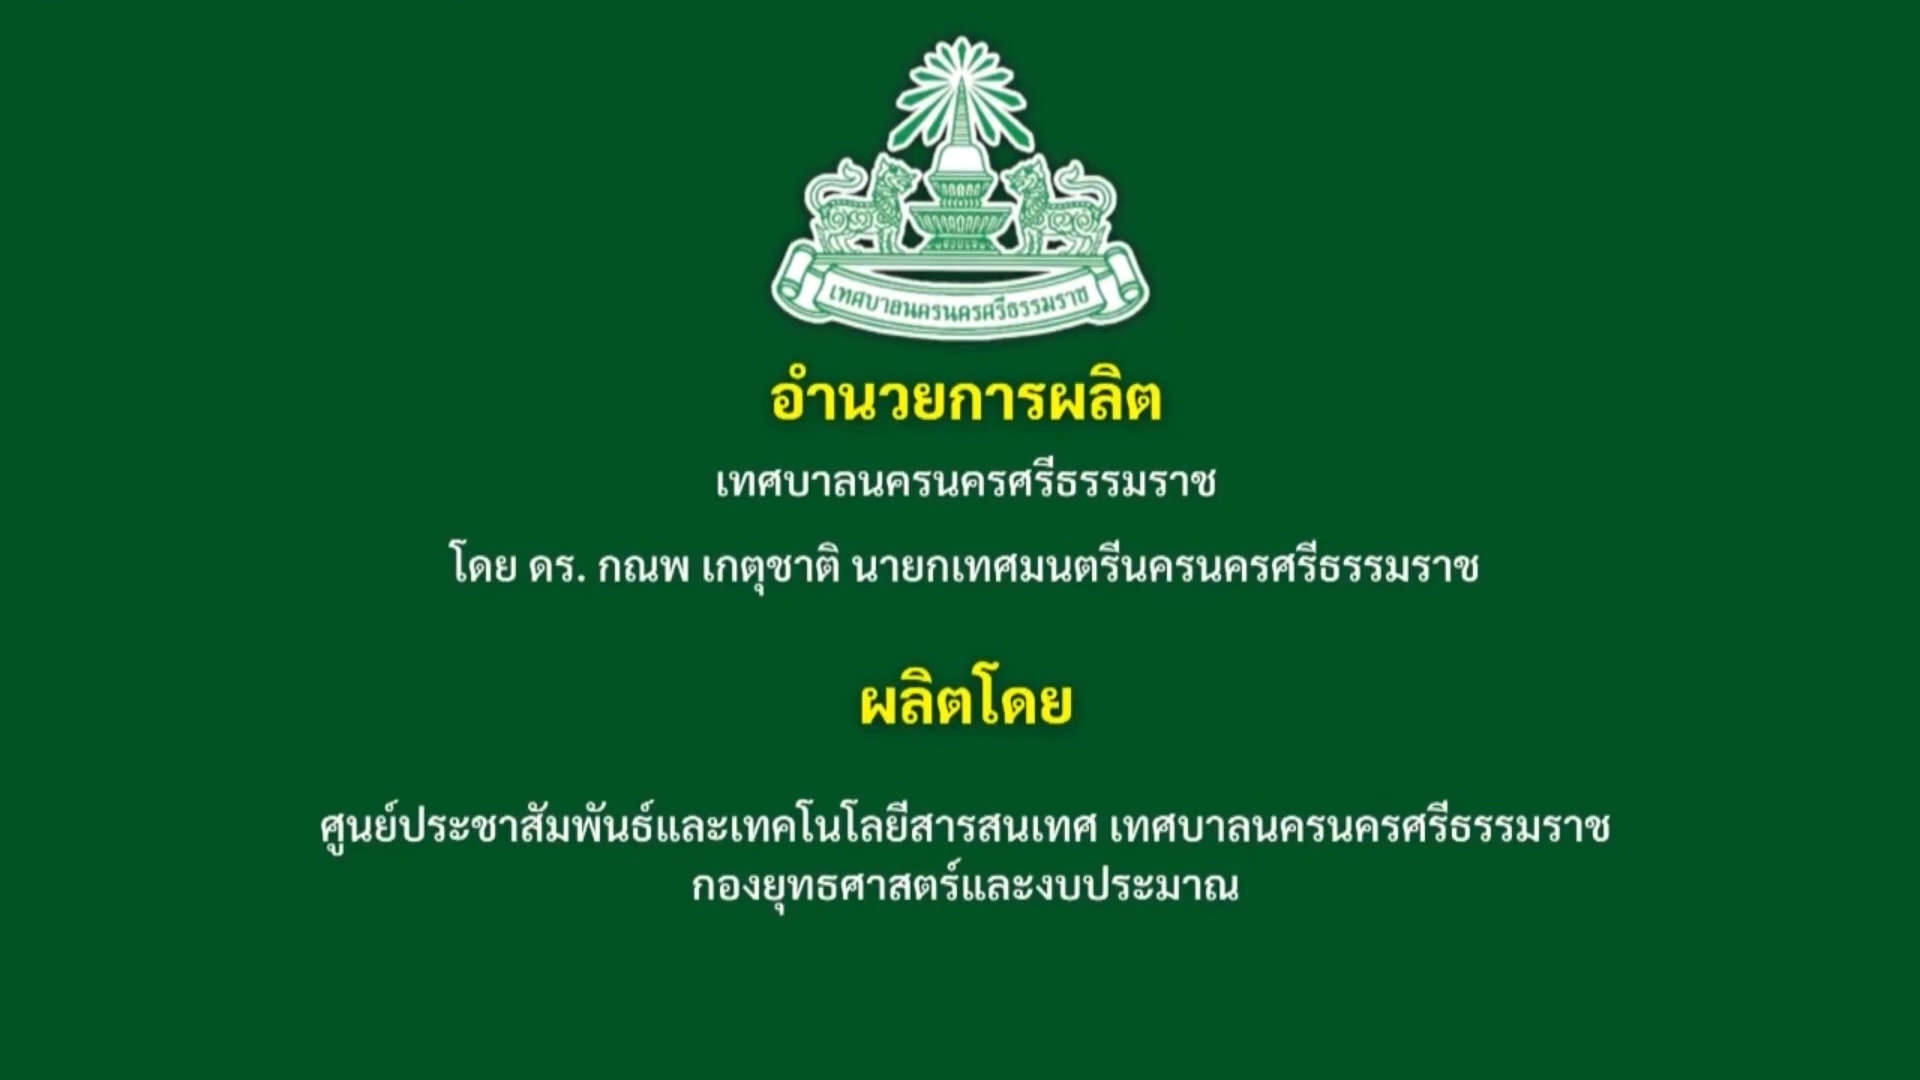 เทศบาลนครนครศรีธรรมราช
อำนวยการผลิต
เทศบาลนครนครศรีธรรมราช
โดย ดร. กณพ เกตุชาติ นายกเทศมนตรีนครนครศรีธรรมราช
ผลิตโดย
ศูนย์ประชาสัมพันธ์และเทคโนโลยีสารสนเทศ เทศบาลนครนครศรีธรรมราช
กองยุทธศาสตร์และงบประมาณ